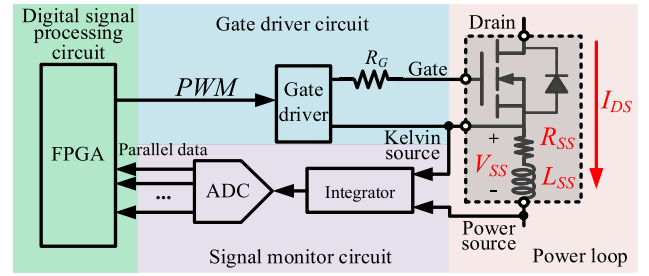 Digital signal
processing
circuit
Gate driver circuit
Drain
R_G
Gate
PWM
Gate
driver
I_DS
FPGA
Kelvin
source
+
R_SS
V_SS
L_SS
-
Parallel data
...
ADC
Integrator
Signal monitor circuit
Power
source
Power loop